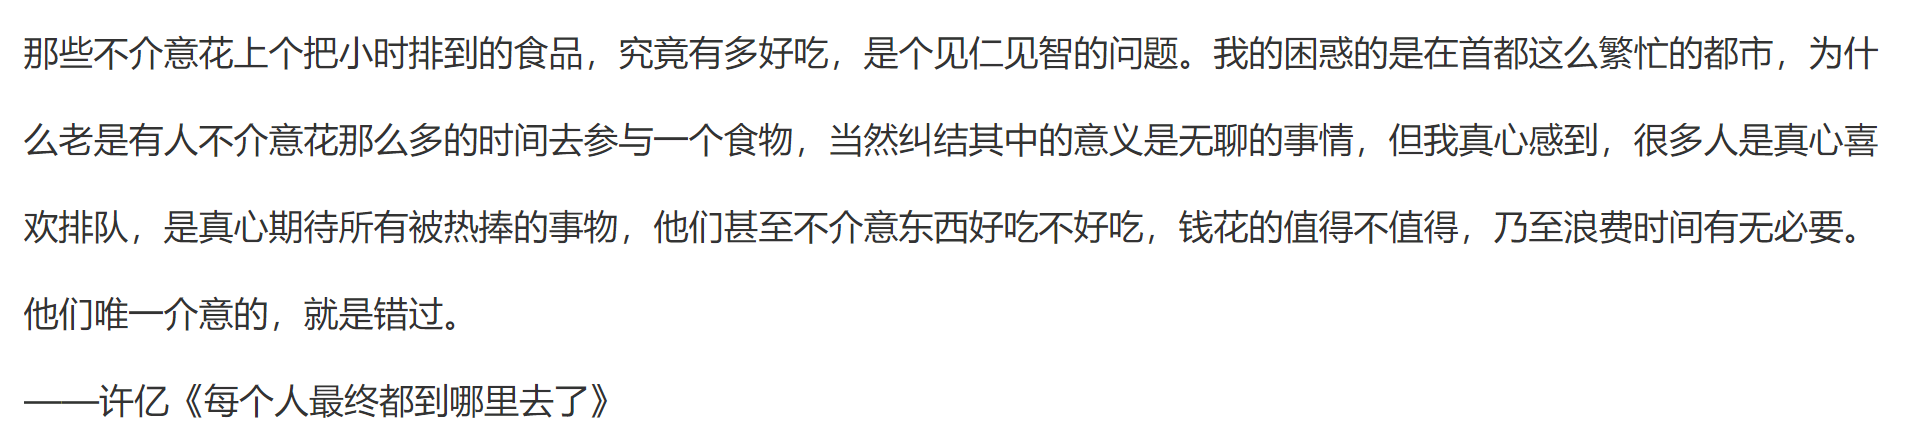 那些不介意花上个把小时排到的食品，究竟有多好吃，是个见仁见智的问题。我的困惑的是在首都这么繁忙的都市，为什
么老是有人不介意花那么多的时间去参与一个食物，当然纠结其中的意义是无聊的事情，但我真心感到，很多人是真心喜
欢排队，是真心期待所有被热捧的事物，他们甚至不介意东西好吃不好吃，钱花的值得不值得，乃至浪费时间有无必要。
他们唯一介意的，就是错过。
——许亿《每个人最终都到哪里去了》